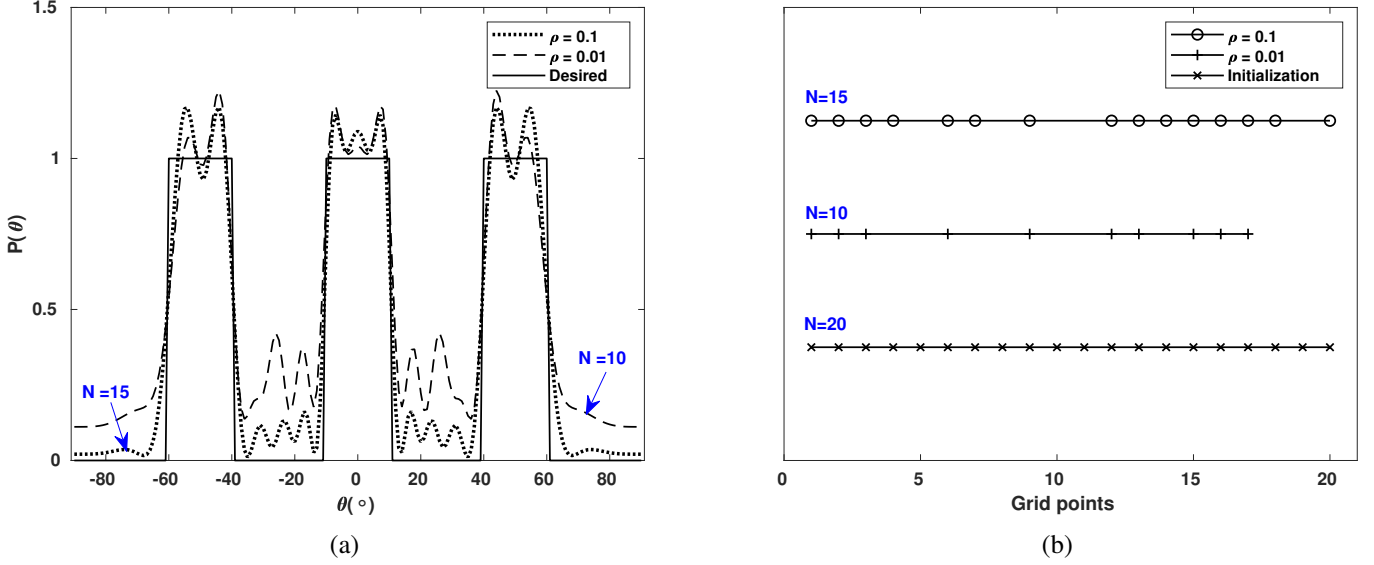 1.5
1
0.5
0
P(θ)
ρ = 0.1
ρ = 0.01
Desired
N =15
N =10
-80 -60 -40 -20 0 20 40 60 80
θ(∘)
(a)
ρ = 0.1
ρ = 0.01
Initialization
N=15
N=10
N=20
0 5 10 15 20
Grid points
(b)